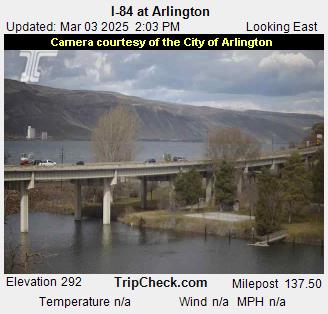 I-84 at Arlington
Updated: Mar 03 2025 2:03 PM Looking East
Camera courtesy of the City of Arlington
Elevation 292 TripCheck.com Milepost 137.50
Temperature n/a Wind n/a MPH n/a